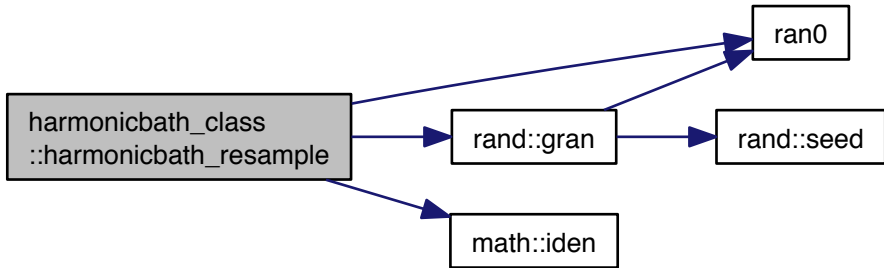 ran0
harmonicbath_class
::harmonicbath_resample
rand::gran
rand::seed
math::iden